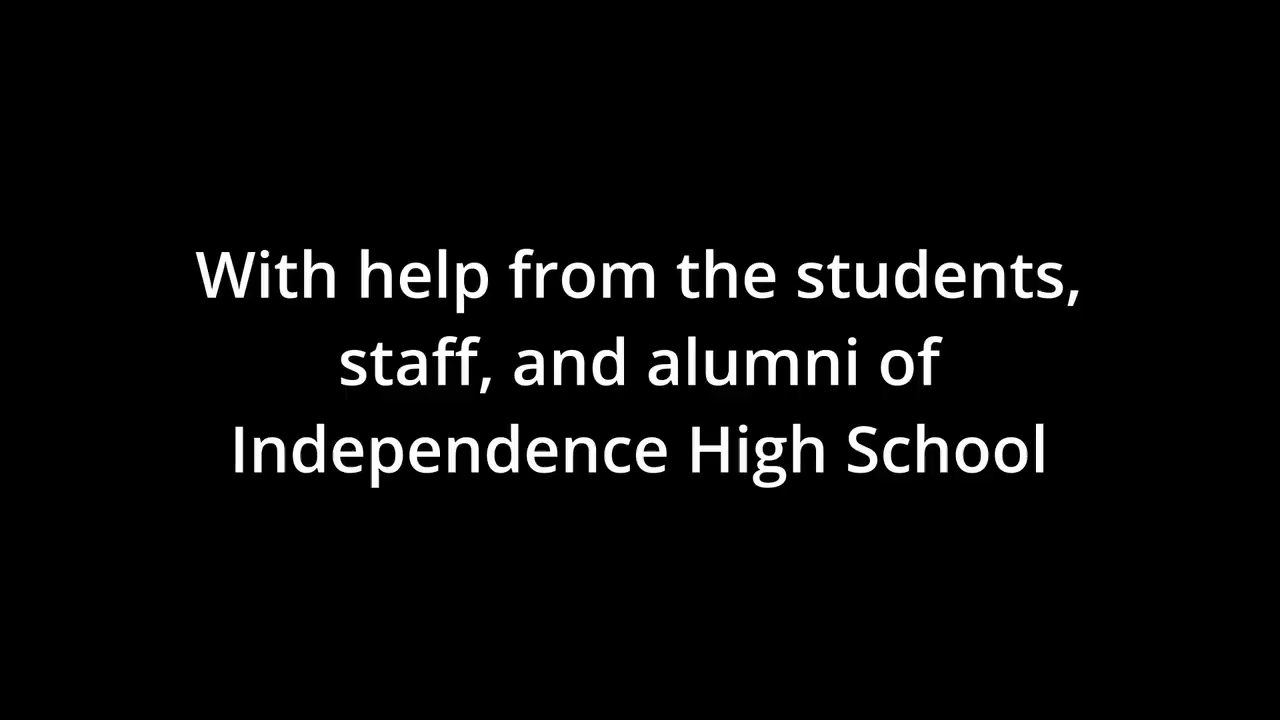 With help from the students,
staff, and alumni of
Independence High School